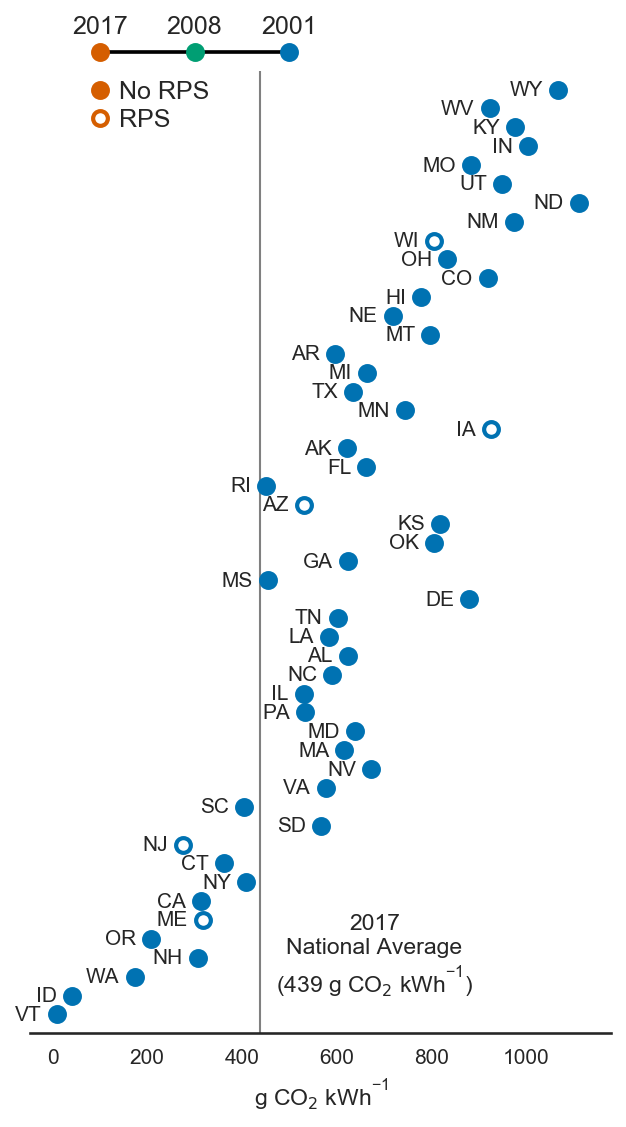 2017 2008 2001
No RPS
RPS
WY
WV
KY
IN
MO
UT
ND
NM
WI
OH
CO
HI
NE
MT
AR
MI
TX
MN
IA
AK
FL
RI
AZ
KS
OK
GA
MS
DE
TN
LA
AL
NC
IL
PA
MD
MA
NV
VA
SC
SD
NJ
CT
NY
CA
ME
OR
NH
WA
ID
VT
2017
National Average
(439 g CO₂ kWh⁻¹)
0 200 400 600 800 1000
g CO₂ kWh⁻¹